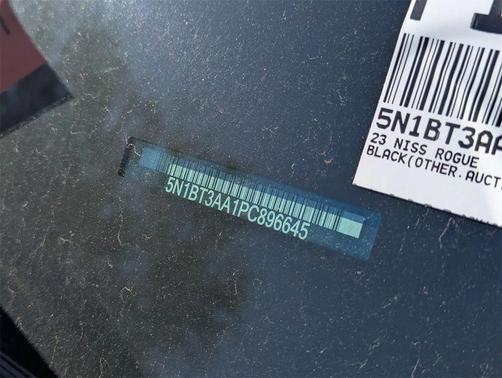 5N1BT3AA
23 NISS ROGUE
BLACK(OTHER.AUCT
5N1BT3AA1PC896645